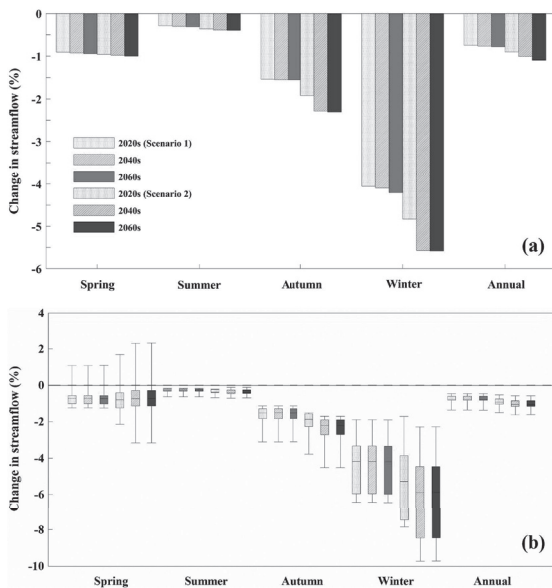 0
-1
-2
-3
-4
-5
-6
Change in streamflow (%)
2020s (Scenario 1)
2040s
2060s
2020s (Scenario 2)
2040s
2060s
(a)
Spring Summer Autumn Winter Annual
4
2
0
-2
-4
-6
-8
-10
Change in streamflow (%)
(b)
Spring Summer Autumn Winter Annual